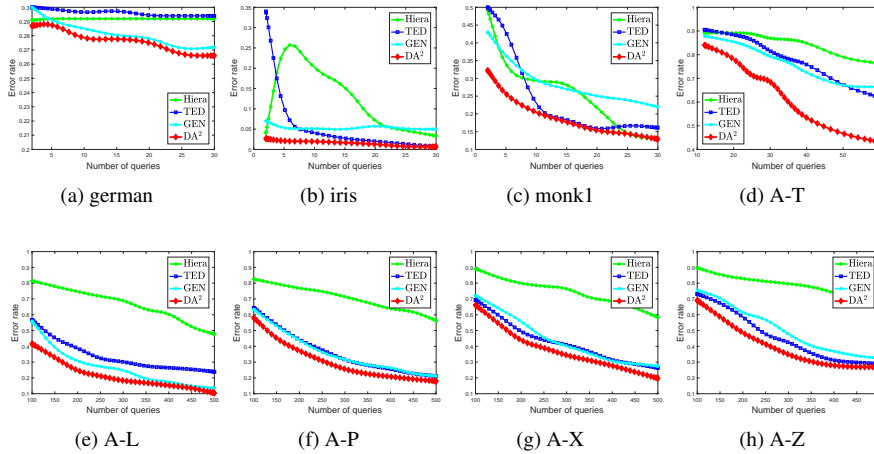 Error rate
0.3
0.29
0.28
0.27
0.26
0.25
0.24
0.23
0.22
0.21
0.2
5 10 15 20 25 30
Number of queries
Hiera
TED
GEN
DA²
(a) german
Error rate
0.35
0.3
0.25
0.2
0.15
0.1
0.05
0
0 5 10 15 20 25 30
Number of queries
Hiera
TED
GEN
DA²
(b) iris
Error rate
0.5
0.45
0.4
0.35
0.3
0.25
0.2
0.15
0.1
0 5 10 15 20 25 30
Number of queries
Hiera
TED
GEN
DA²
(c) monk1
Error rate
1
0.9
0.8
0.7
0.6
0.5
0.4
10 20 30 40 50
Number of queries
Hiera
TED
GEN
DA²
(d) A-T
Error rate
1
0.9
0.8
0.7
0.6
0.5
0.4
0.3
0.2
0.1
100 150 200 250 300 350 400 450 500
Number of queries
Hiera
TED
GEN
DA²
(e) A-L
Error rate
1
0.9
0.8
0.7
0.6
0.5
0.4
0.3
0.2
0.1
100 150 200 250 300 350 400 450 500
Number of queries
Hiera
TED
GEN
DA²
(f) A-P
Error rate
1
0.9
0.8
0.7
0.6
0.5
0.4
0.3
0.2
0.1
100 150 200 250 300 350 400 450 500
Number of queries
Hiera
TED
GEN
DA²
(g) A-X
Error rate
1
0.9
0.8
0.7
0.6
0.5
0.4
0.3
0.2
0.1
100 150 200 250 300 350 400 450
Number of queries
Hiera
TED
GEN
DA²
(h) A-Z